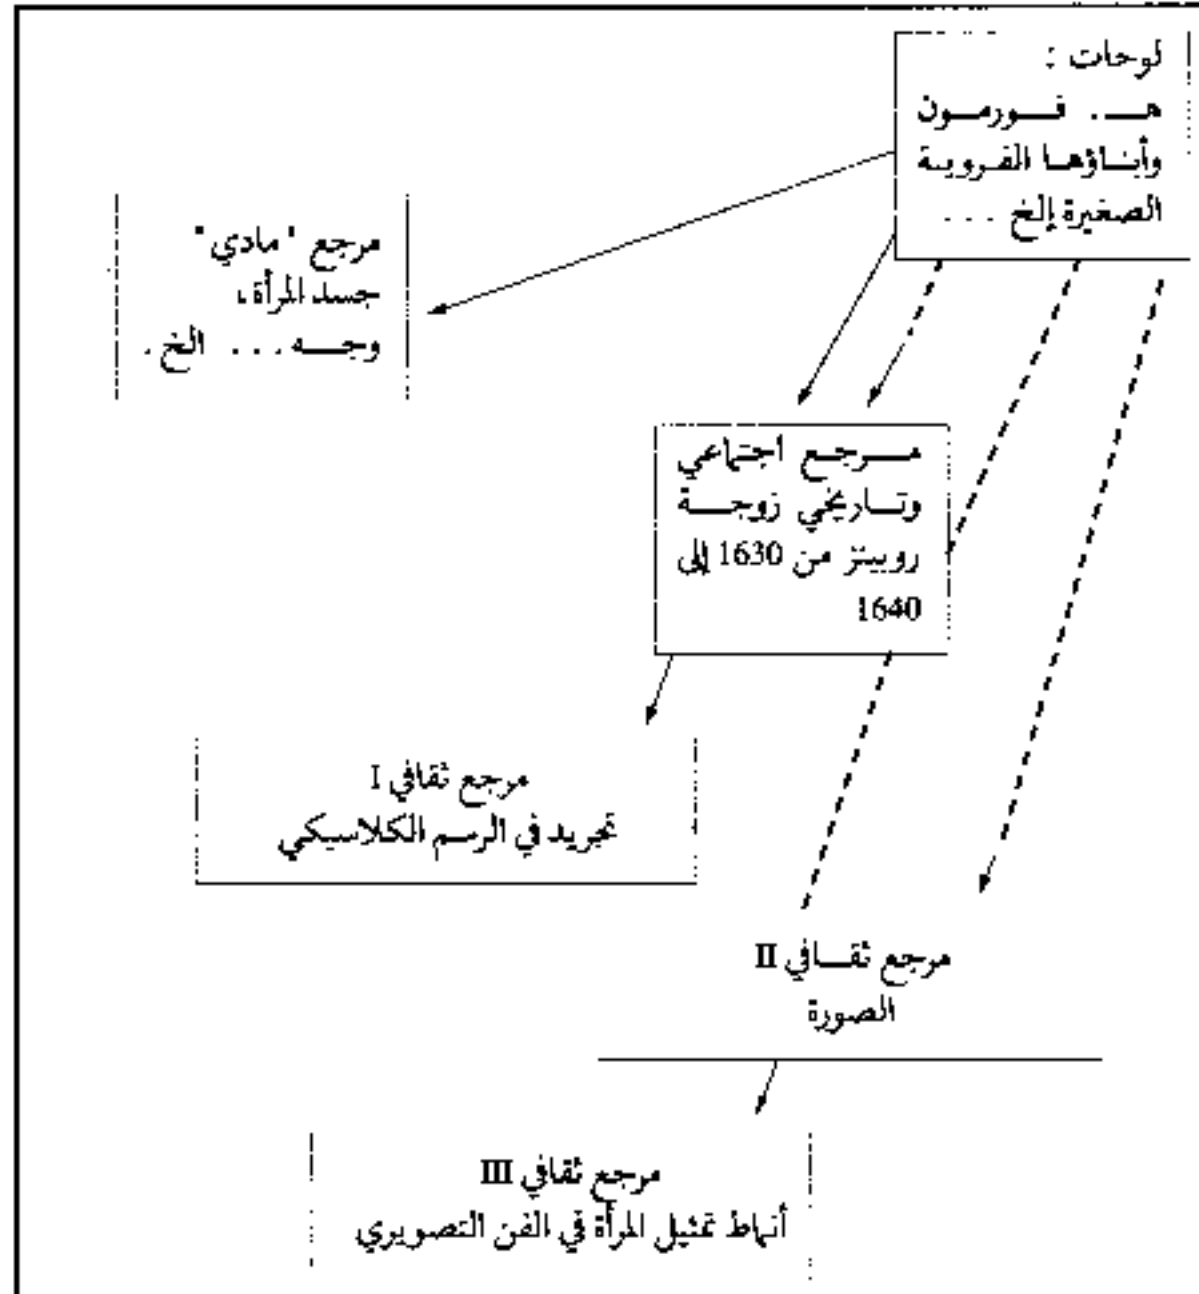 لوحات :
هـ . فورمون
وأبناؤها القروية
الصغيرة إلخ ...
مرجع "مادي"
جسد المرأة،
وجه ... الخ .
مرجع اجتماعي
وتاريخي زوجة
روبينز من 1630 إلى
1640
مرجع ثقافي I
تجريد في الرسم الكلاسيكي
مرجع ثقافي II
الصورة
مرجع ثقافي III
أنماط تمثيل المرأة في الفن التصويري